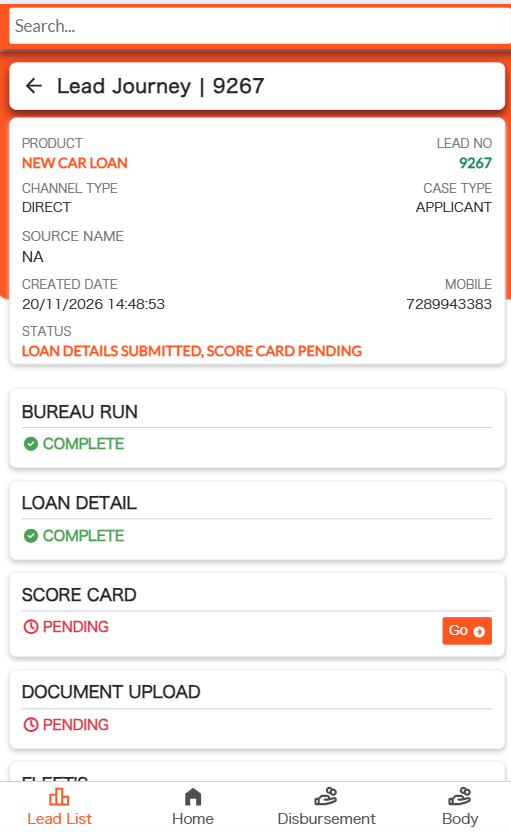 Search...
Lead Journey | 9267
PRODUCT LEAD NO
NEW CAR LOAN 9267
CHANNEL TYPE CASE TYPE
DIRECT APPLICANT
SOURCE NAME
NA
CREATED DATE MOBILE
20/11/2026 14:48:53 7289943383
STATUS
LOAN DETAILS SUBMITTED, SCORE CARD PENDING
BUREAU RUN
COMPLETE
LOAN DETAIL
COMPLETE
SCORE CARD
PENDING Go
DOCUMENT UPLOAD
PENDING
Lead List Home Disbursement Body